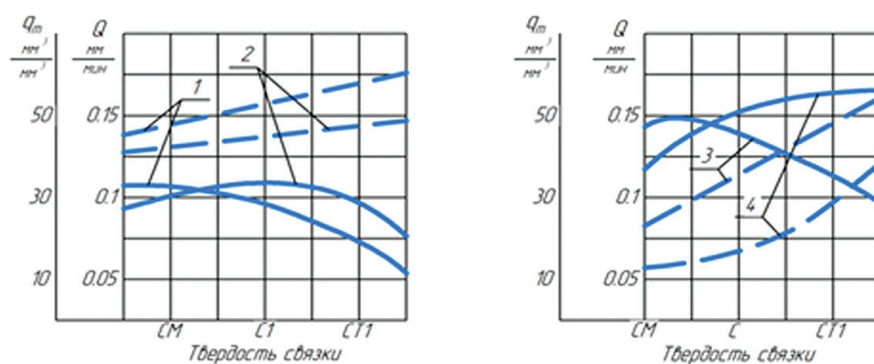 qm Q
мм³/мм³ мм/мин
1 2
50 0.15
30 0.1
10 0.05
СМ С1 СТ1
Твердость связки
qm Q
мм³/мм³ мм/мин
50 0.15
3
30 0.1
4
10 0.05
СМ С СТ1
Твердость связки